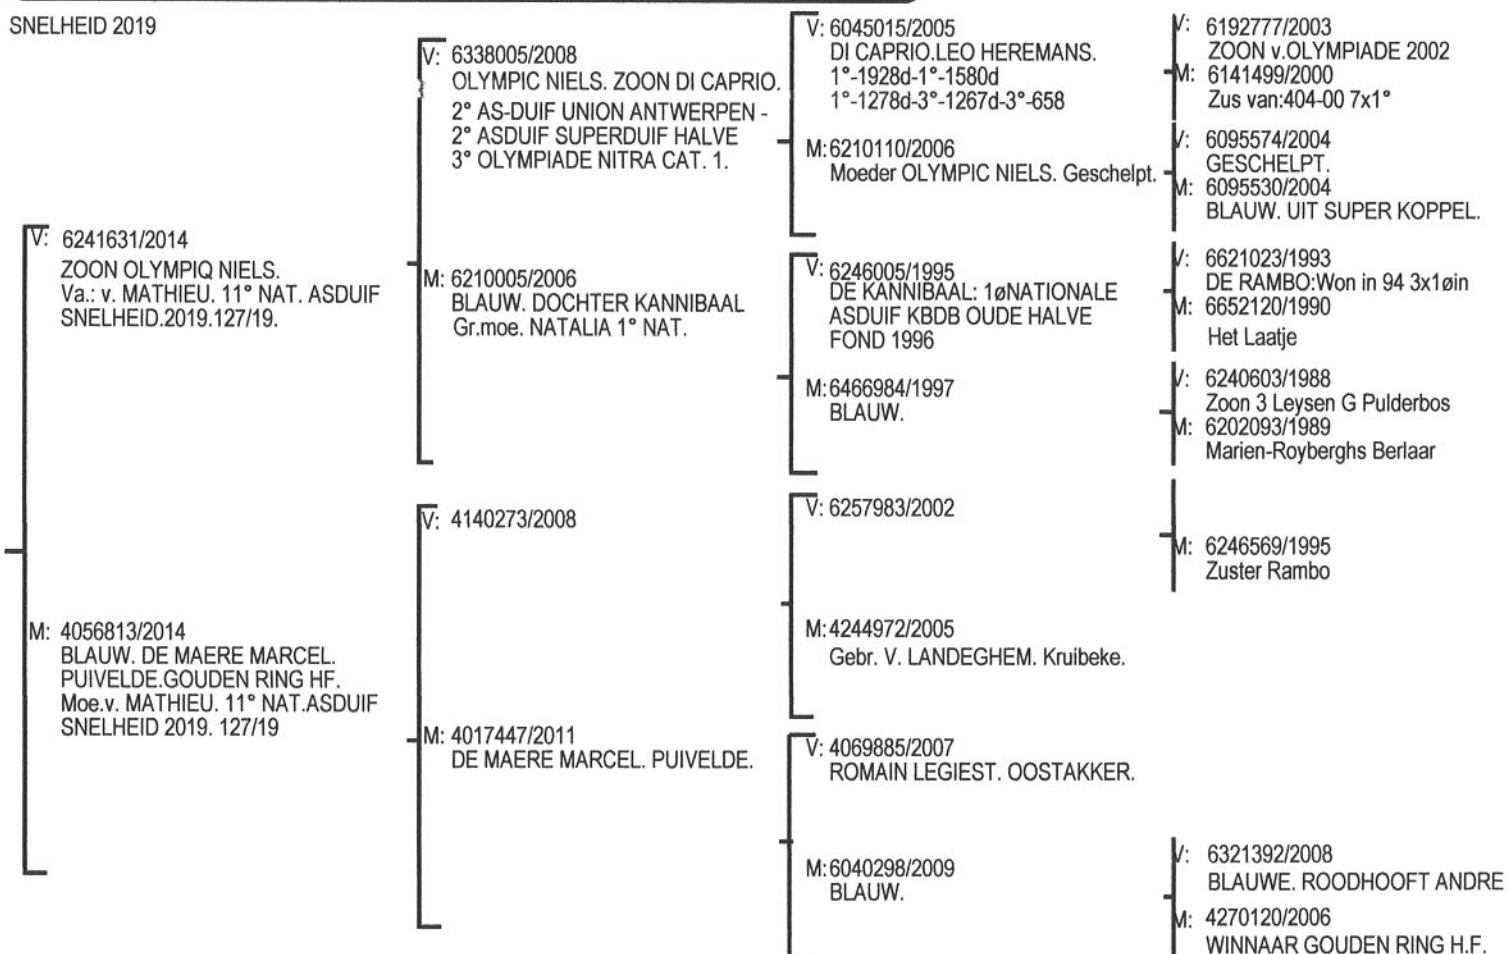 SNELHEID 2019
V: 6241631/2014
ZOON OLYMPIQ NIELS.
Va.: v. MATHIEU. 11° NAT. ASDUIF
SNELHEID.2019.127/19.
M: 4056813/2014
BLAUW. DE MAERE MARCEL.
PUIVELDE.GOUDEN RING HF.
Moe.v. MATHIEU. 11° NAT.ASDUIF
SNELHEID 2019. 127/19
V: 6338005/2008
OLYMPIC NIELS. ZOON DI CAPRIO.
2° AS-DUIF UNION ANTWERPEN -
2° ASDUIF SUPERDUIF HALVE
3° OLYMPIADE NITRA CAT. 1.
M: 6210005/2006
BLAUW. DOCHTER KANNIBAAL
Gr.moe. NATALIA 1° NAT.
V: 4140273/2008
M: 4017447/2011
DE MAERE MARCEL. PUIVELDE.
V: 6045015/2005
DI CAPRIO.LEO HEREMANS.
1°-1928d-1°-1580d
1°-1278d-3°-1267d-3°-658
M: 6210110/2006
Moeder OLYMPIC NIELS. Geschelpt.
V: 6246005/1995
DE KANNIBAAL: 1øNATIONALE
ASDUIF KBDB OUDE HALVE
FOND 1996
M: 6466984/1997
BLAUW.
V: 6257983/2002
M: 4244972/2005
Gebr. V. LANDEGHEM. Kruibeke.
V: 4069885/2007
ROMAIN LEGIEST. OOSTAKKER.
M: 6040298/2009
BLAUW.
V: 6192777/2003
ZOON v.OLYMPIADE 2002
M: 6141499/2000
Zus van:404-00 7x1°
V: 6095574/2004
GESCHELPT.
M: 6095530/2004
BLAUW. UIT SUPER KOPPEL.
V: 6621023/1993
DE RAMBO:Won in 94 3x1øin
M: 6652120/1990
Het Laatje
V: 6240603/1988
Zoon 3 Leysen G Pulderbos
M: 6202093/1989
Marien-Royberghs Berlaar
M: 6246569/1995
Zuster Rambo
V: 6321392/2008
BLAUWE. ROODHOOFT ANDRE
M: 4270120/2006
WINNAAR GOUDEN RING H.F.